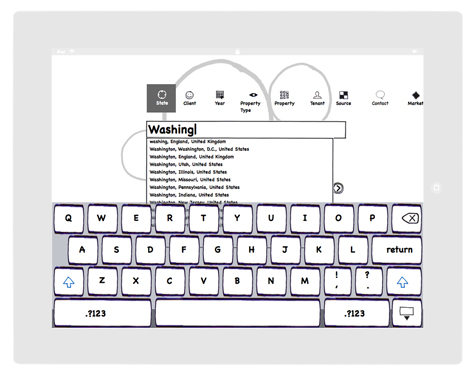 State Client Year Property Type Property Tenant Source Contact Market
Washing
washing, England, United Kingdom
Washington, Washington, D.C., United States
Washington, England, United Kingdom
Washington, Utah, United States
Washington, Illinois, United States
Washington, Missouri, United States
Washington, Pennsylvania, United States
Washington, Indiana, United States
Washington, New Jersey, United States
Q W E R T Y U I O P
A S D F G H J K L return
Z X C V B N M ! , ? .
.?123 .?123